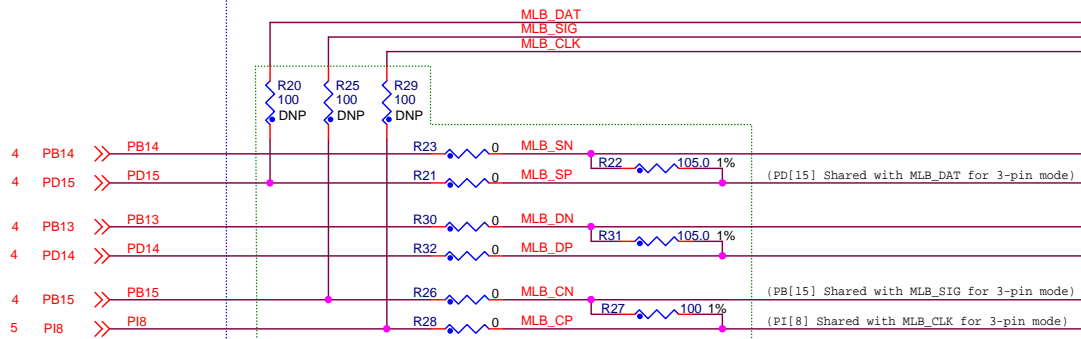 MLB_DAT
MLB_SIG
MLB_CLK
R20 R25 R29
100 100 100
DNP DNP DNP
4 PB14 PB14 R23 0 MLB_SN
R22 105.0 1%
4 PD15 PD15 R21 0 MLB_SP (PD[15] Shared with MLB_DAT for 3-pin mode)
4 PB13 PB13 R30 0 MLB_DN
R31 105.0 1%
4 PD14 PD14 R32 0 MLB_DP
4 PB15 PB15 R26 0 MLB_CN (PB[15] Shared with MLB_SIG for 3-pin mode)
R27 100 1%
5 PI8 PI8 R28 0 MLB_CP (PI[8] Shared with MLB_CLK for 3-pin mode)